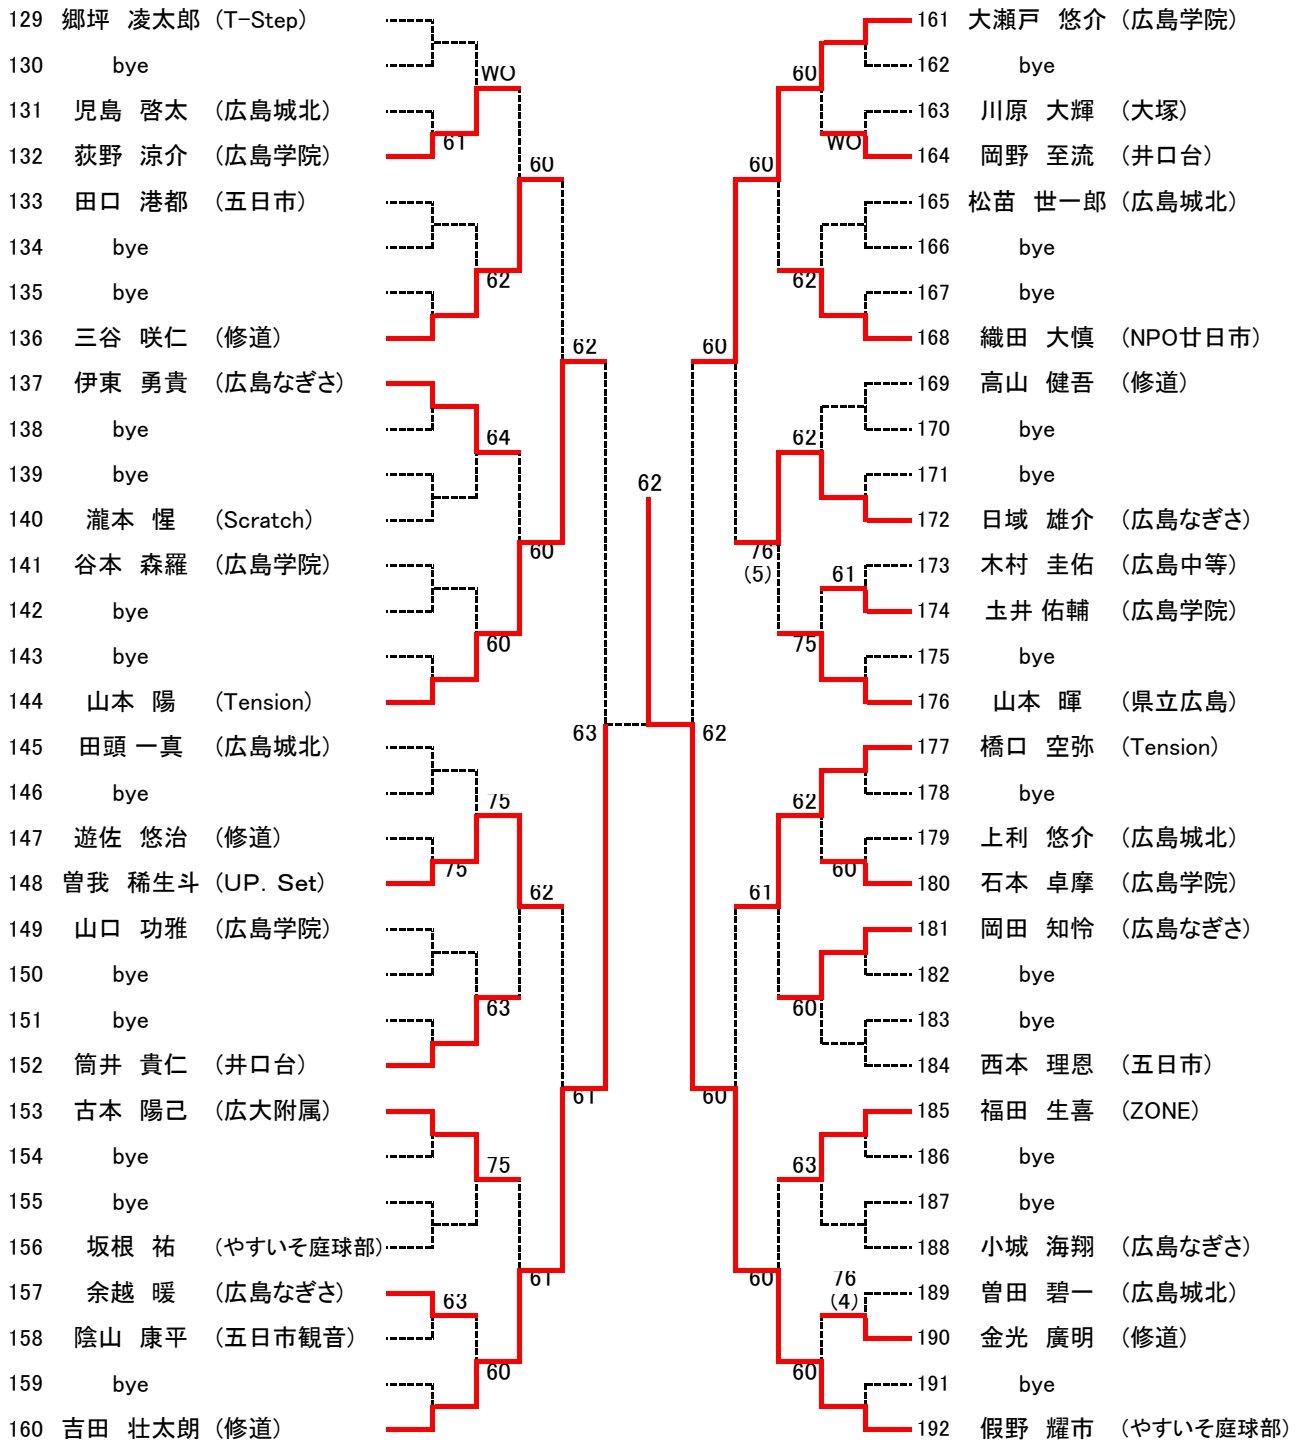 129 郷坪 凌太郎 (T-Step)
130 bye
WO
131 児島 啓太 (広島城北)
61
132 荻野 涼介 (広島学院)
60
133 田口 港都 (五日市)
134 bye
62
135 bye
136 三谷 咲仁 (修道)
62
137 伊東 勇貴 (広島なぎさ)
138 bye
64
139 bye
140 瀧本 惺 (Scratch)
60
141 谷本 森羅 (広島学院)
142 bye
60
143 bye
144 山本 陽 (Tension)
63
145 田頭 一真 (広島城北)
146 bye
75
147 遊佐 悠治 (修道)
75
148 曽我 稀生斗 (UP. Set)
62
149 山口 功雅 (広島学院)
150 bye
63
151 bye
152 筒井 貴仁 (井口台)
61
153 古本 陽己 (広大附属)
154 bye
75
155 bye
156 坂根 祐 (やすいそ庭球部)
61
157 余越 暖 (広島なぎさ)
63
158 陰山 康平 (五日市観音)
60
159 bye
160 吉田 壮太朗 (修道)
62
161 大瀬戸 悠介 (広島学院)
162 bye
60
163 川原 大輝 (大塚)
WO
164 岡野 至流 (井口台)
60
165 松苗 世一郎 (広島城北)
166 bye
62
167 bye
168 織田 大慎 (NPO廿日市)
60
169 高山 健吾 (修道)
170 bye
62
171 bye
172 日域 雄介 (広島なぎさ)
76
(5)
173 木村 圭佑 (広島中等)
61
174 圡井 佑輔 (広島学院)
75
175 bye
176 山本 暉 (県立広島)
62
177 橋口 空弥 (Tension)
178 bye
62
179 上利 悠介 (広島城北)
60
180 石本 卓摩 (広島学院)
61
181 岡田 知怜 (広島なぎさ)
182 bye
60
183 bye
184 西本 理恩 (五日市)
60
185 福田 生喜 (ZONE)
186 bye
63
187 bye
188 小城 海翔 (広島なぎさ)
60
76
(4)
189 曽田 碧一 (広島城北)
190 金光 廣明 (修道)
60
191 bye
192 假野 耀市 (やすいそ庭球部)